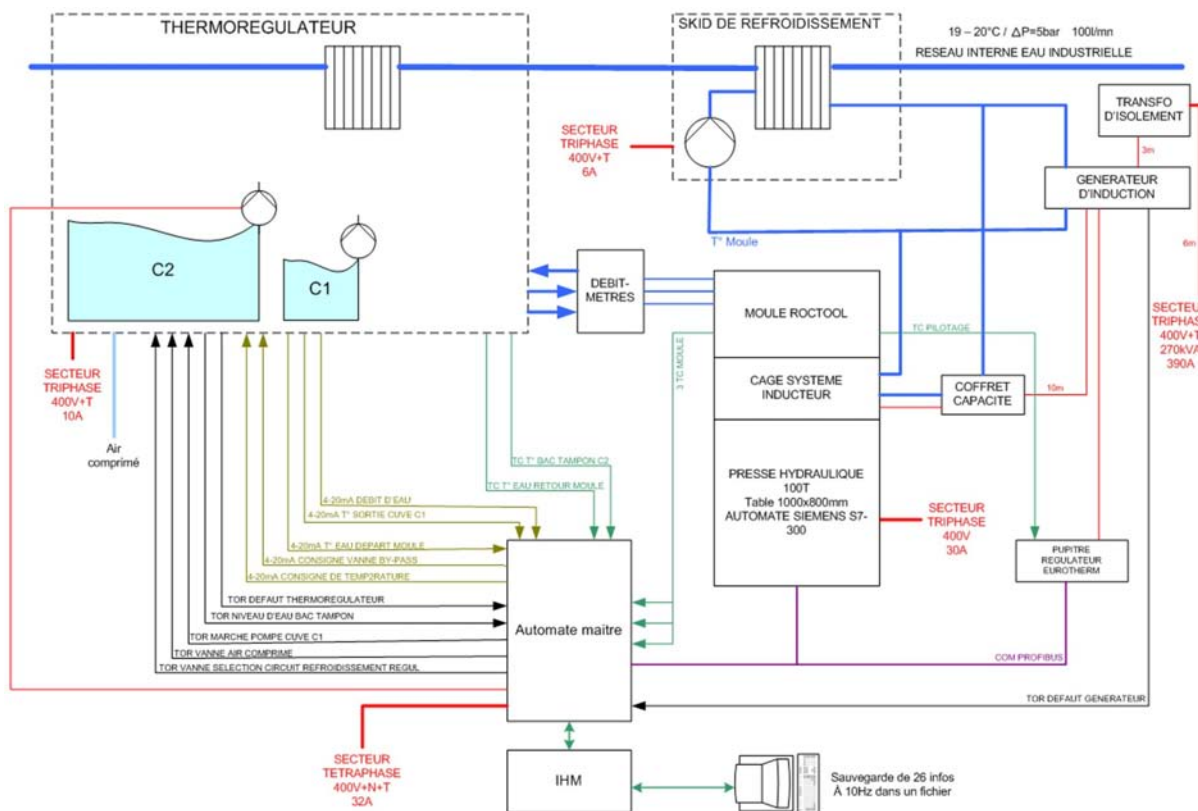 THERMOREGULATEUR
SKID DE REFROIDISSEMENT
19 – 20°C / ΔP=5bar 100l/mn
RESEAU INTERNE EAU INDUSTRIELLE
TRANSFO
D'ISOLEMENT
SECTEUR
TRIPHASE
400V+T
6A
3m
GENERATEUR
D'INDUCTION
C2
C1
T° Moule
6m
DEBIT-
METRES
MOULE ROCTOOL
TC PILOTAGE
SECTEUR
TRIPHASE
400V+T
270kVA
390A
3 TC MOULE
CAGE SYSTEME
INDUCTEUR
COFFRET
CAPACITE
10m
SECTEUR
TRIPHASE
400V+T
10A
Air
comprimé
TC T° BAC TAMPON C2
TC T° EAU RETOUR MOULE
PRESSE HYDRAULIQUE
100T
Table 1000x800mm
AUTOMATE SIEMENS S7-
300
SECTEUR
TRIPHASE
400V
30A
4-20mA DEBIT D'EAU
4-20mA T° SORTIE CUVE C1
4-20mA T° EAU DEPART MOULE
4-20mA CONSIGNE VANNE BY-PASS
4-20mA CONSIGNE DE TEMP2RATURE
PUPITRE
REGULATEUR
EUROTHERM
TOR DEFAUT THERMOREGULATEUR
TOR NIVEAU D'EAU BAC TAMPON
TOR MARCHE POMPE CUVE C1
TOR VANNE AIR COMPRIME
TOR VANNE SELECTION CIRCUIT REFROIDISSEMENT REGUL
Automate maitre
COM PROFIBUS
TOR DEFAUT GENERATEUR
SECTEUR
TETRAPHASE
400V+N+T
32A
IHM
Sauvegarde de 26 infos
À 10Hz dans un fichier